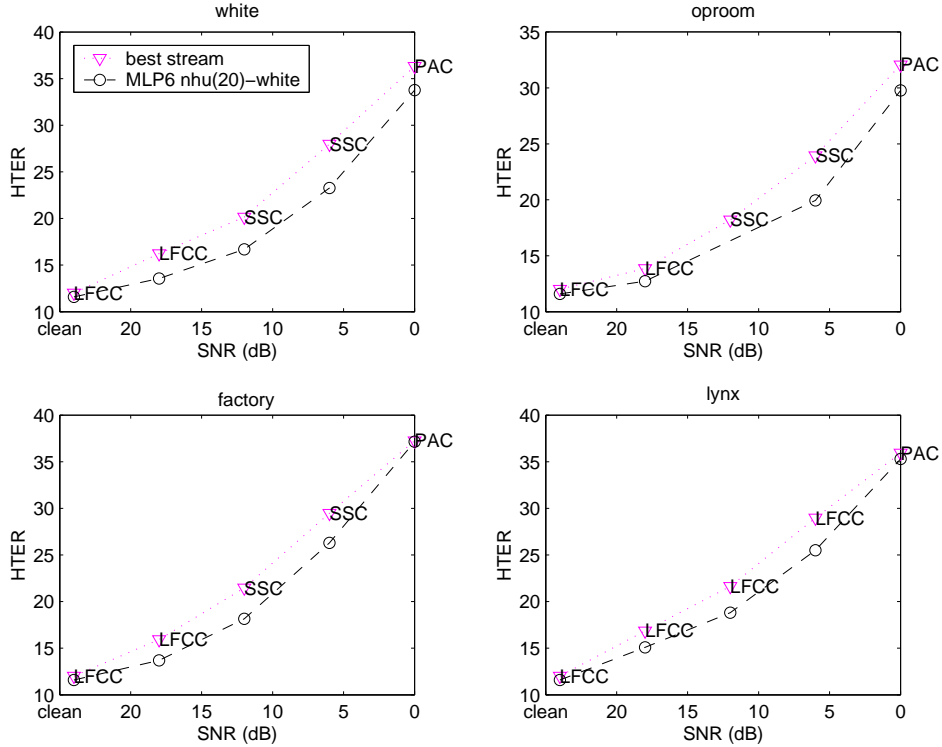 white
40
35
30
25
20
15
10
HTER
best stream
MLP6 nhu(20)-white
LFCC
LFCC
SSC
SSC
PAC
clean 20 15 10 5 0
SNR (dB)
oproom
35
30
25
20
15
10
HTER
LFCC
LFCC
SSC
SSC
PAC
clean 20 15 10 5 0
SNR (dB)
factory
40
35
30
25
20
15
10
HTER
LFCC
LFCC
SSC
SSC
PAC
clean 20 15 10 5 0
SNR (dB)
lynx
40
35
30
25
20
15
10
HTER
LFCC
LFCC
LFCC
LFCC
PAC
clean 20 15 10 5 0
SNR (dB)